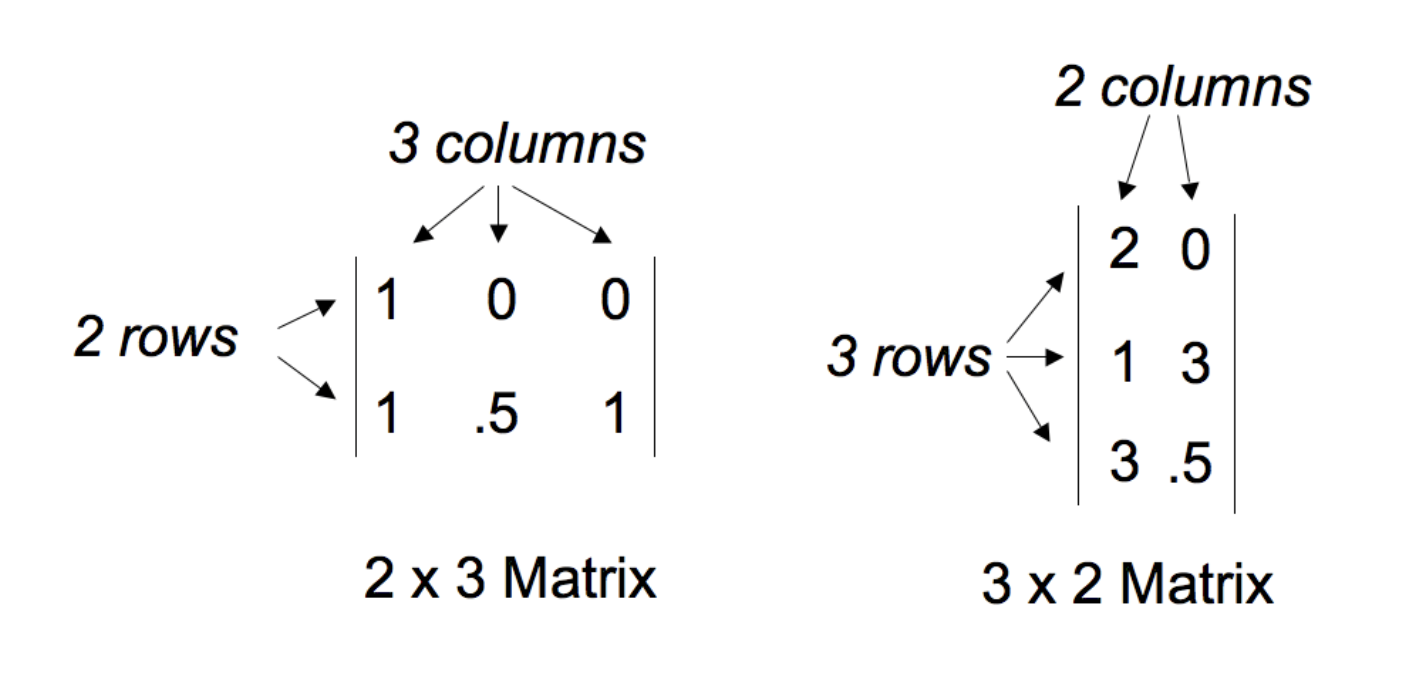 3 columns
2 rows
1 0 0
1 .5 1
2 x 3 Matrix
2 columns
3 rows
2 0
1 3
3 .5
3 x 2 Matrix